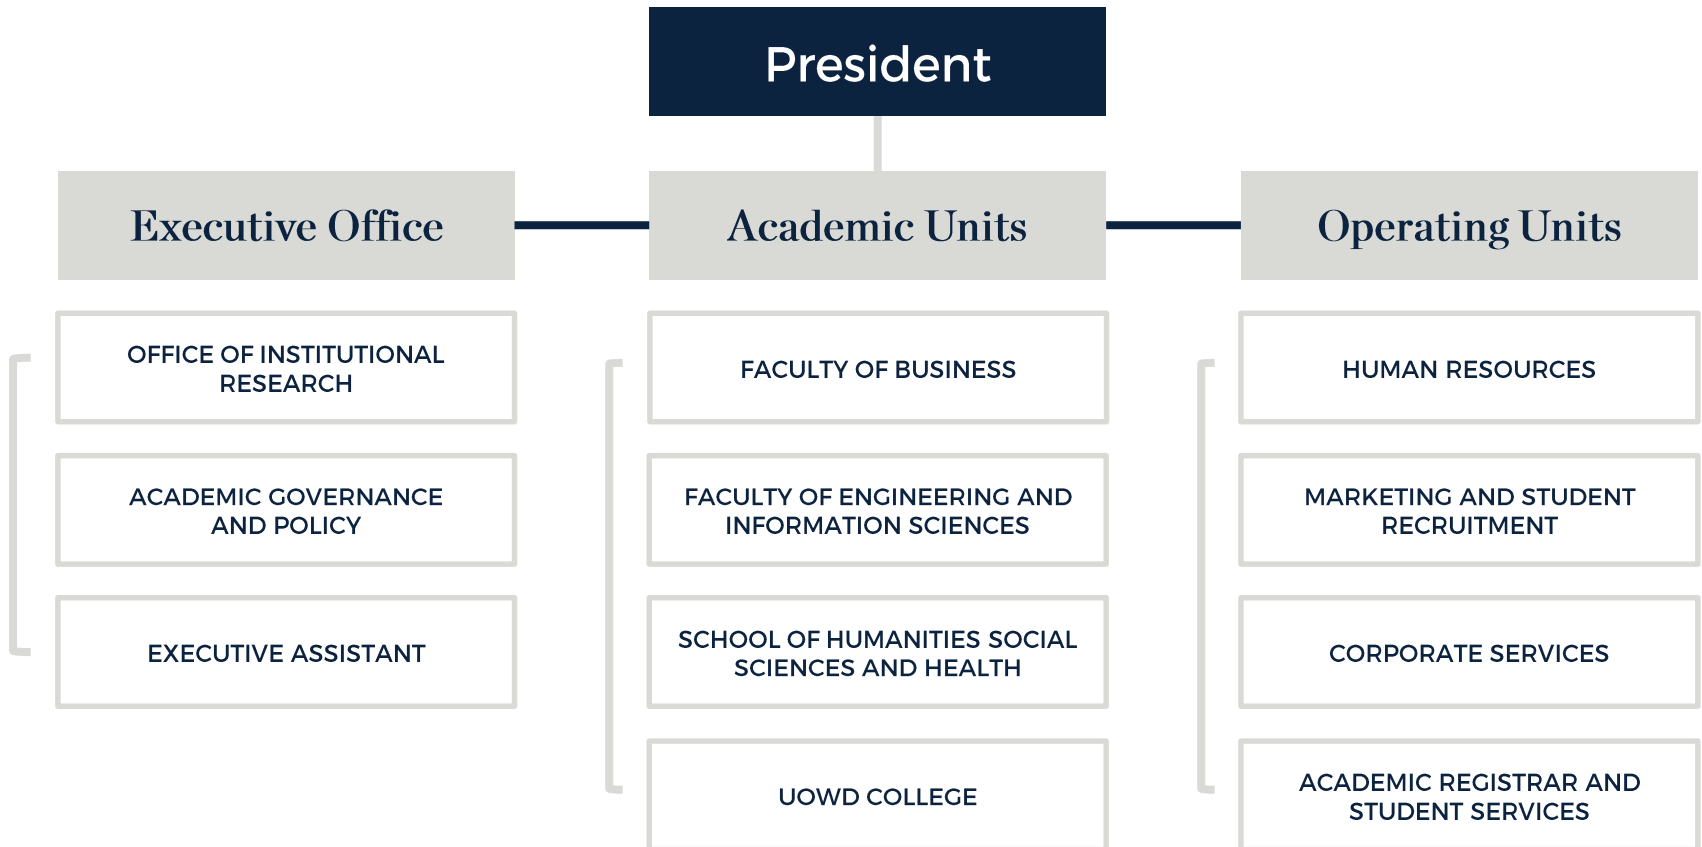 President
Executive Office
Academic Units
Operating Units
OFFICE OF INSTITUTIONAL
RESEARCH
ACADEMIC GOVERNANCE
AND POLICY
EXECUTIVE ASSISTANT
FACULTY OF BUSINESS
FACULTY OF ENGINEERING AND
INFORMATION SCIENCES
SCHOOL OF HUMANITIES SOCIAL
SCIENCES AND HEALTH
UOWD COLLEGE
HUMAN RESOURCES
MARKETING AND STUDENT
RECRUITMENT
CORPORATE SERVICES
ACADEMIC REGISTRAR AND
STUDENT SERVICES